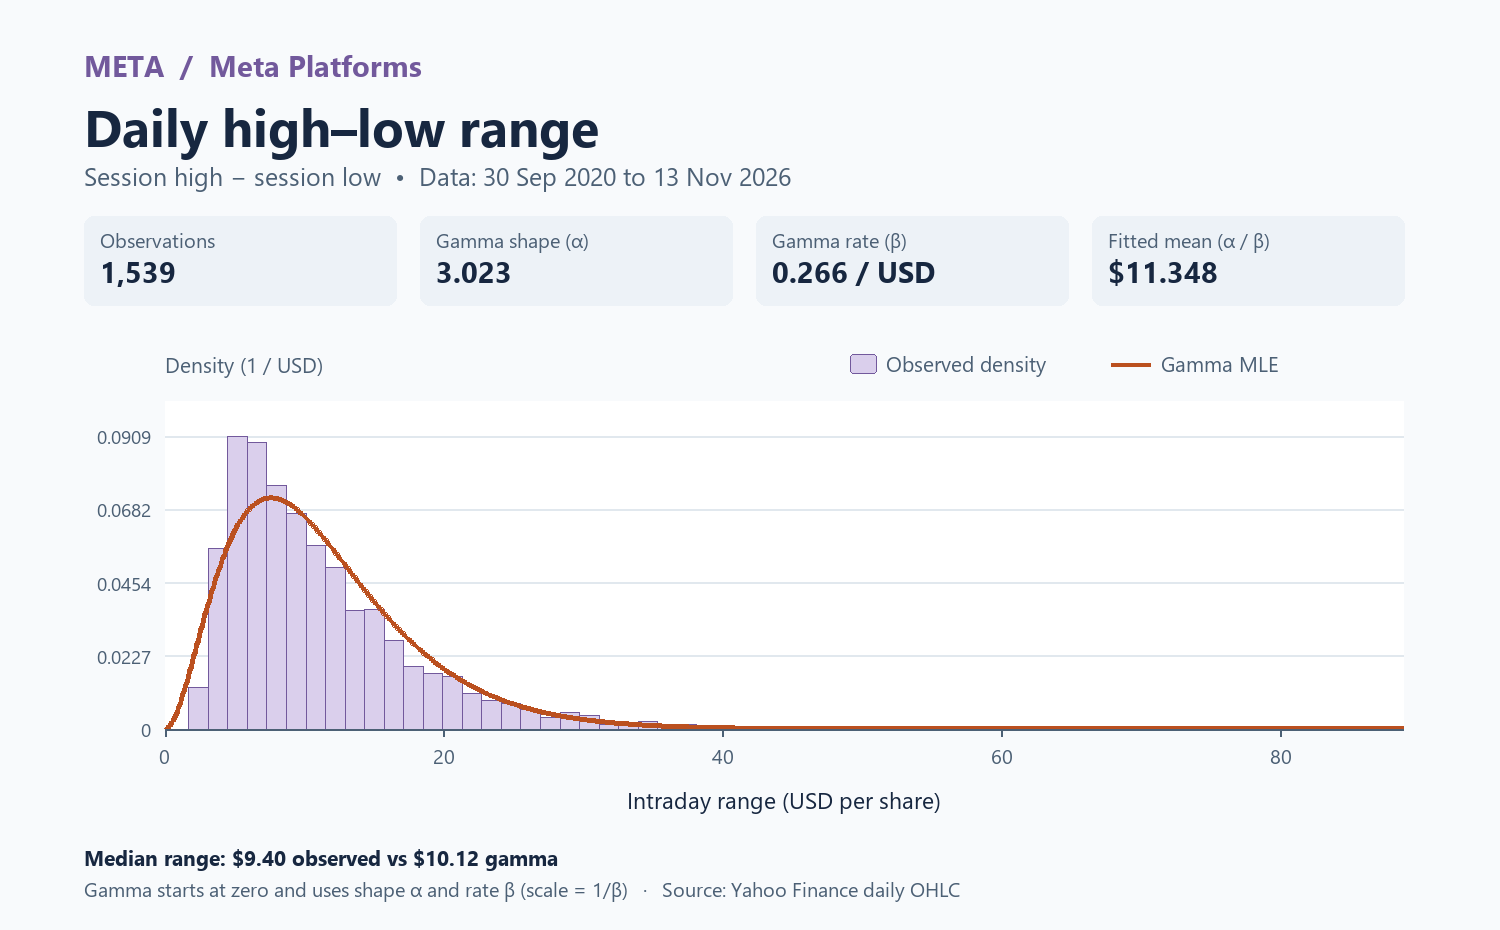 META / Meta Platforms
Daily high–low range
Session high − session low • Data: 30 Sep 2020 to 13 Nov 2026
Observations
1,539
Gamma shape (α)
3.023
Gamma rate (β)
0.266 / USD
Fitted mean (α / β)
$11.348
Density (1 / USD)
Observed density
Gamma MLE
0.0909
0.0682
0.0454
0.0227
0
0 20 40 60 80
Intraday range (USD per share)
Median range: $9.40 observed vs $10.12 gamma
Gamma starts at zero and uses shape α and rate β (scale = 1/β) · Source: Yahoo Finance daily OHLC